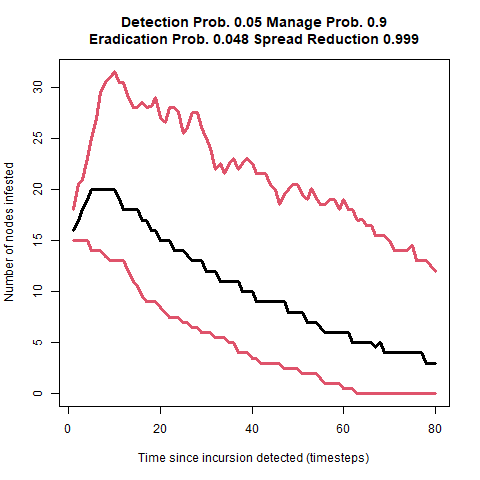 Detection Prob. 0.05 Manage Prob. 0.9
Eradication Prob. 0.048 Spread Reduction 0.999
Number of nodes infested
30
25
20
15
10
5
0
0 20 40 60 80
Time since incursion detected (timesteps)